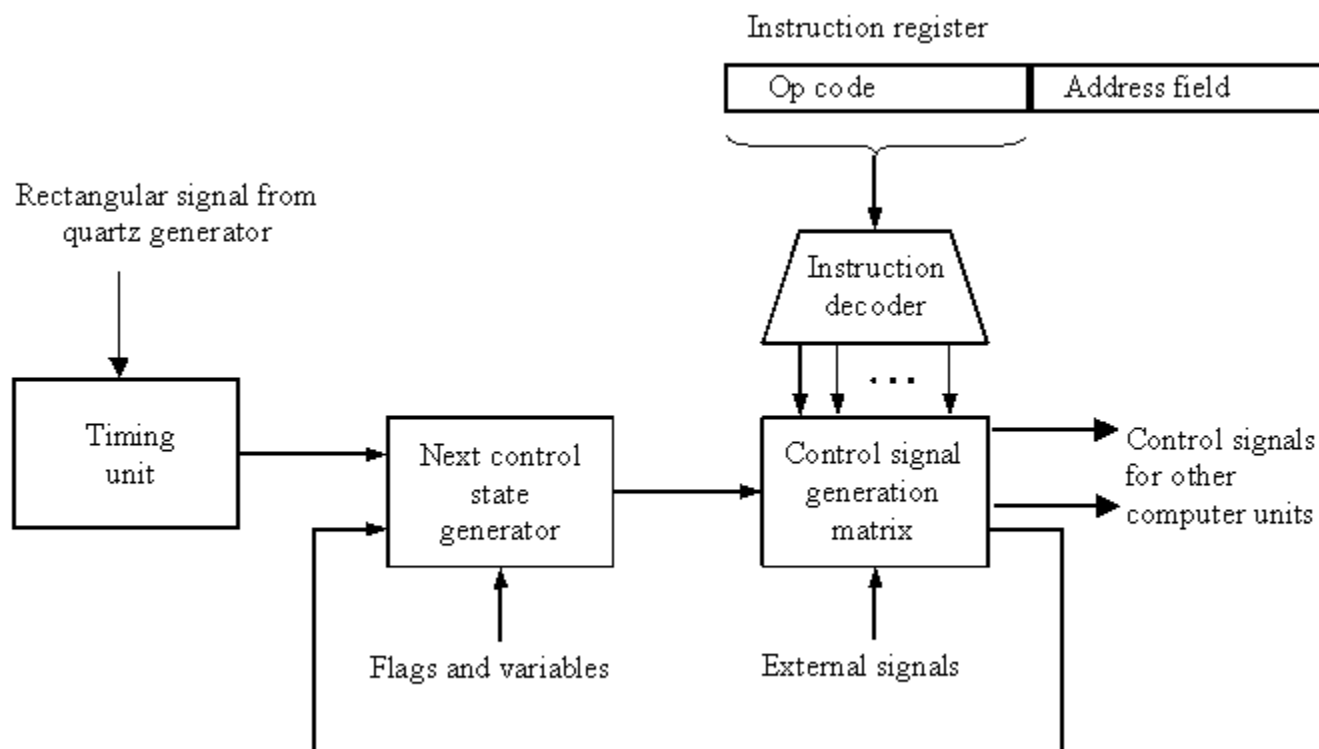 Instruction register
Op code
Address field
Rectangular signal from
quartz generator
Instruction
decoder
...
Timing
unit
Next control
state
generator
Control signal
generation
matrix
Control signals
for other
computer units
Flags and variables
External signals